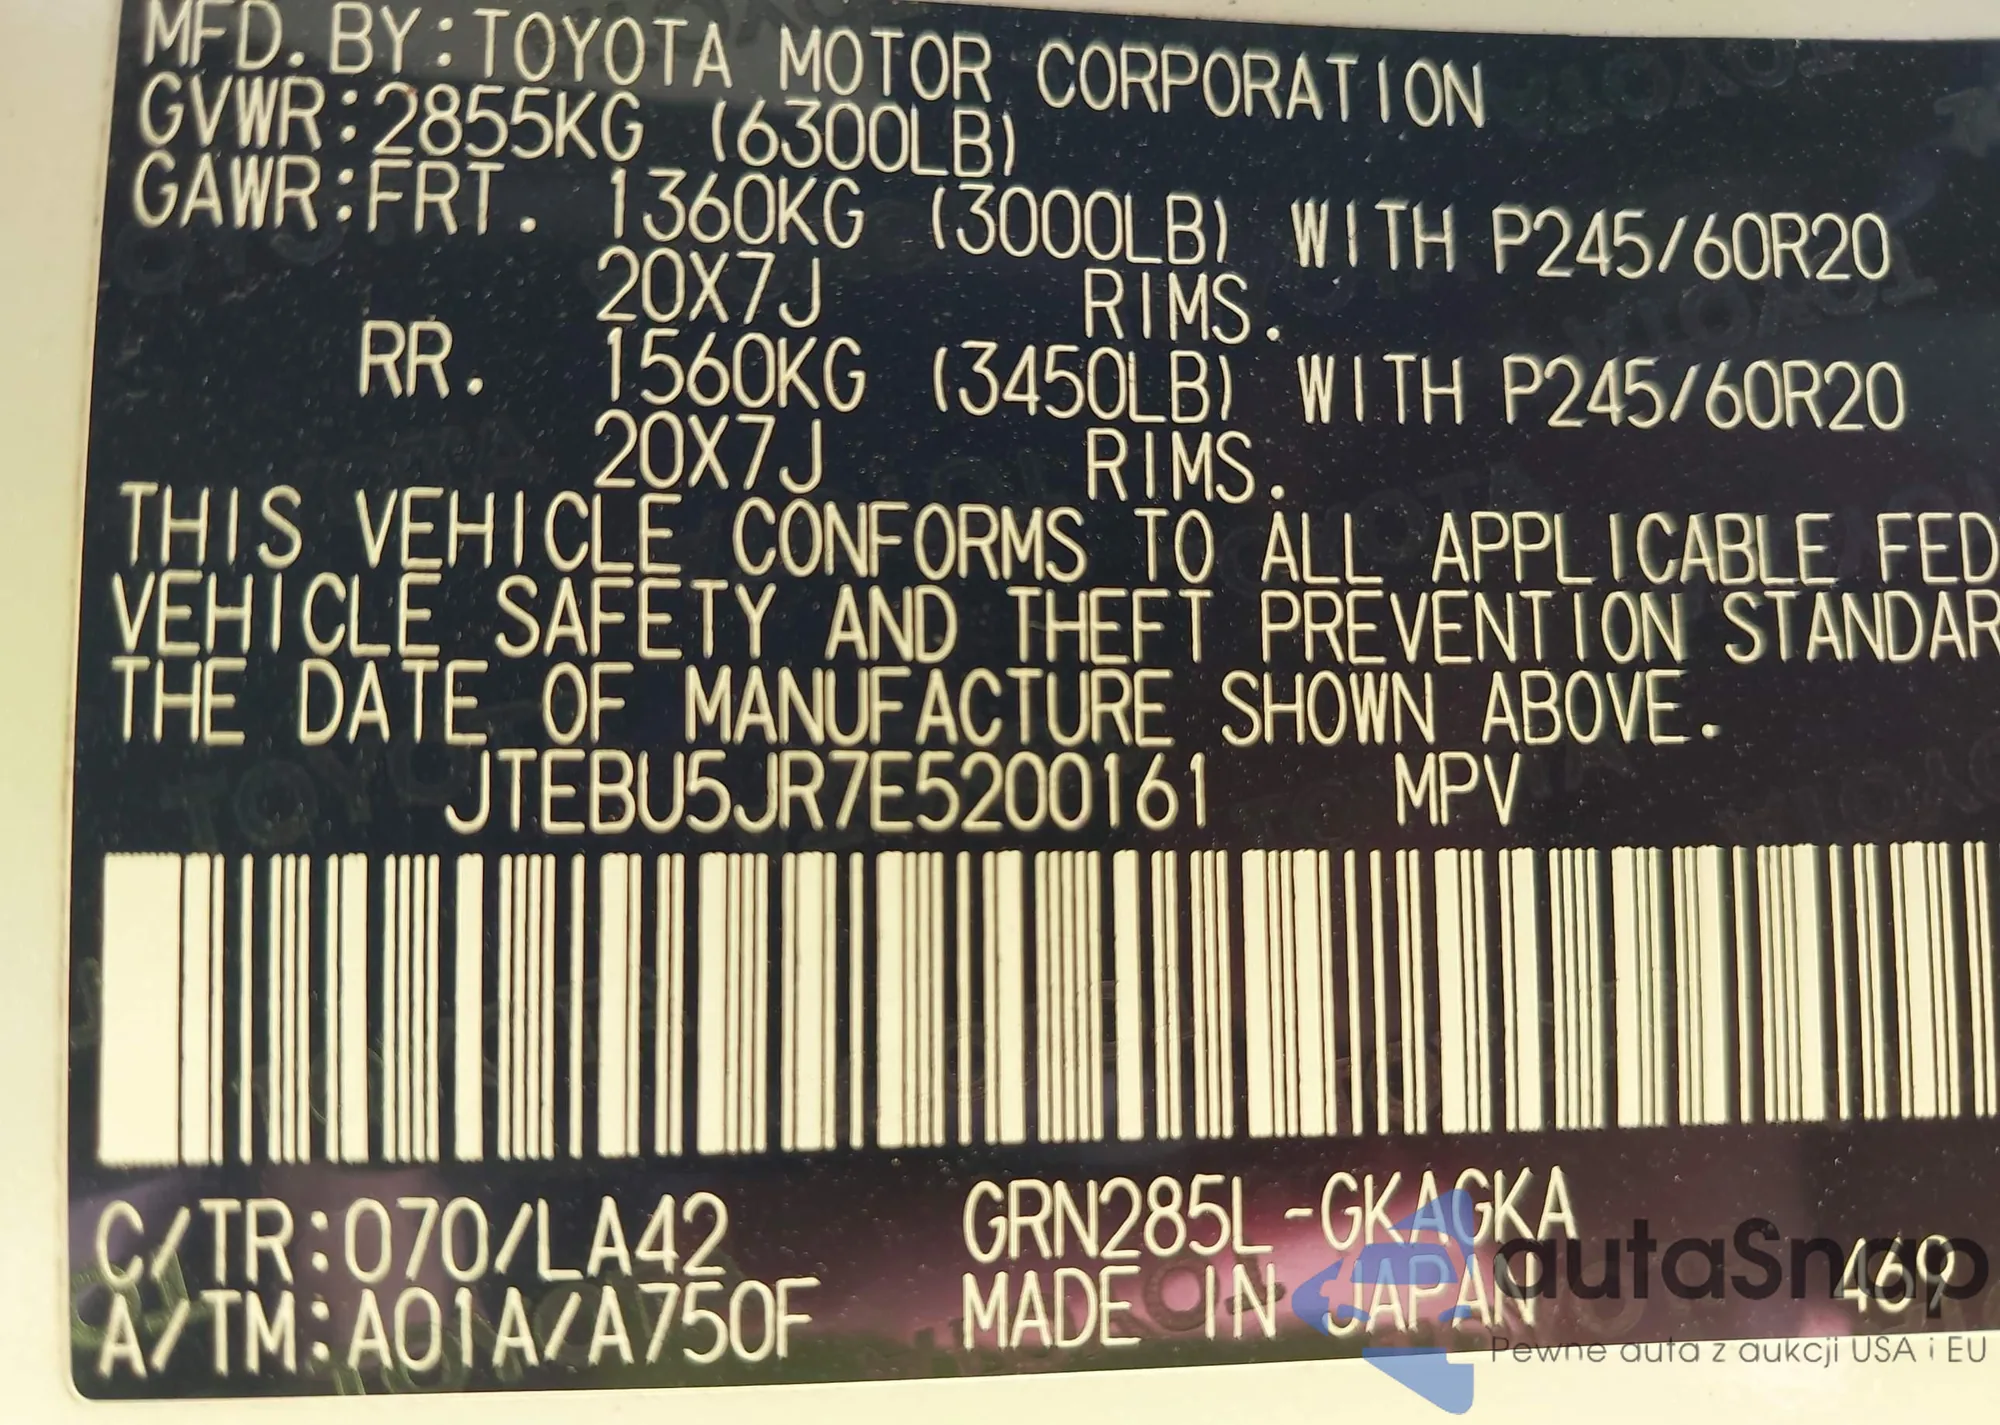 MFD. BY: TOYOTA MOTOR CORPORATION
GVWR: 2855KG (6300LB)
GAWR: FRT. 1360KG (3000LB) WITH P245/60R20
20X7J RIMS.
RR. 1560KG (3450LB) WITH P245/60R20
20X7J RIMS.
THIS VEHICLE CONFORMS TO ALL APPLICABLE FED
VEHICLE SAFETY AND THEFT PREVENTION STANDAR
THE DATE OF MANUFACTURE SHOWN ABOVE.
JTEBU5JR7E5200161 MPV
C/TR: 070/LA42 GRN285L-GKAGKA
A/TM: A01A/A750F MADE IN JAPAN 469
autaSnap
Pewne auta z aukcji USA i EU